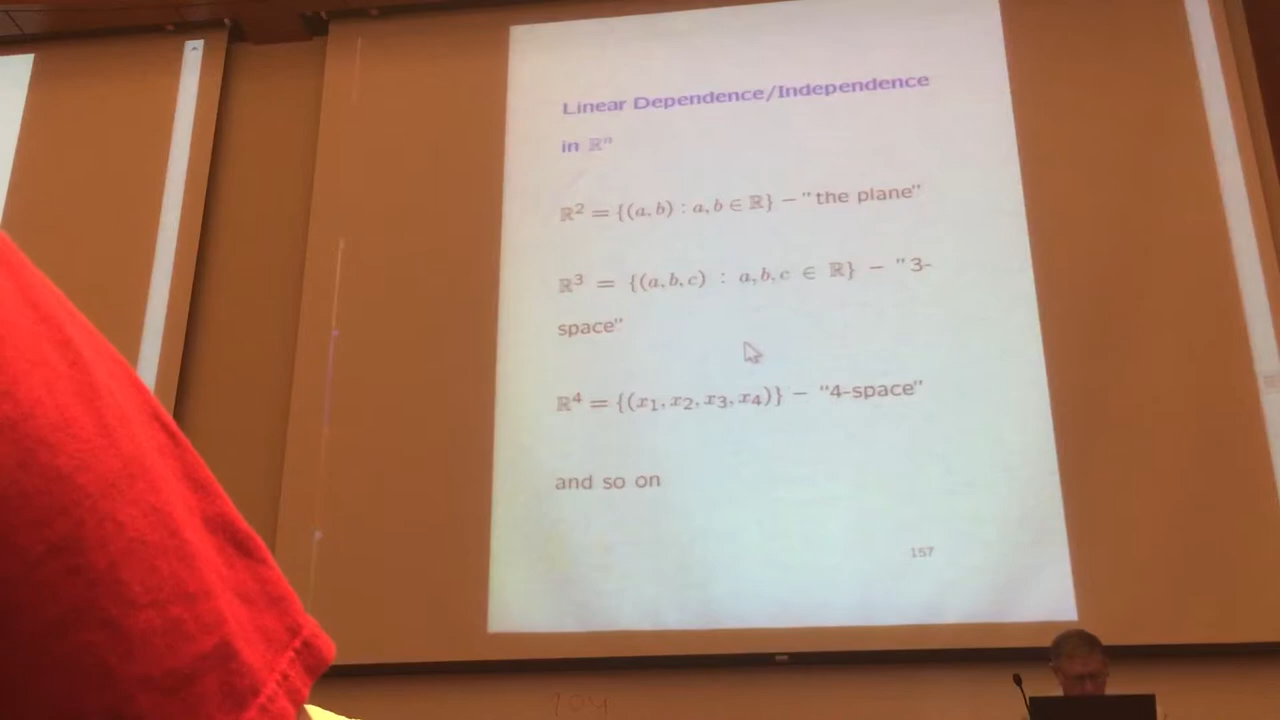 Linear Dependence/Independence
in ℝⁿ
ℝ² = {(a, b) : a, b ∈ ℝ} − "the plane"
ℝ³ = {(a, b, c) : a, b, c ∈ ℝ} − "3-
space"
ℝ⁴ = {(x₁, x₂, x₃, x₄)} − "4-space"
and so on
157